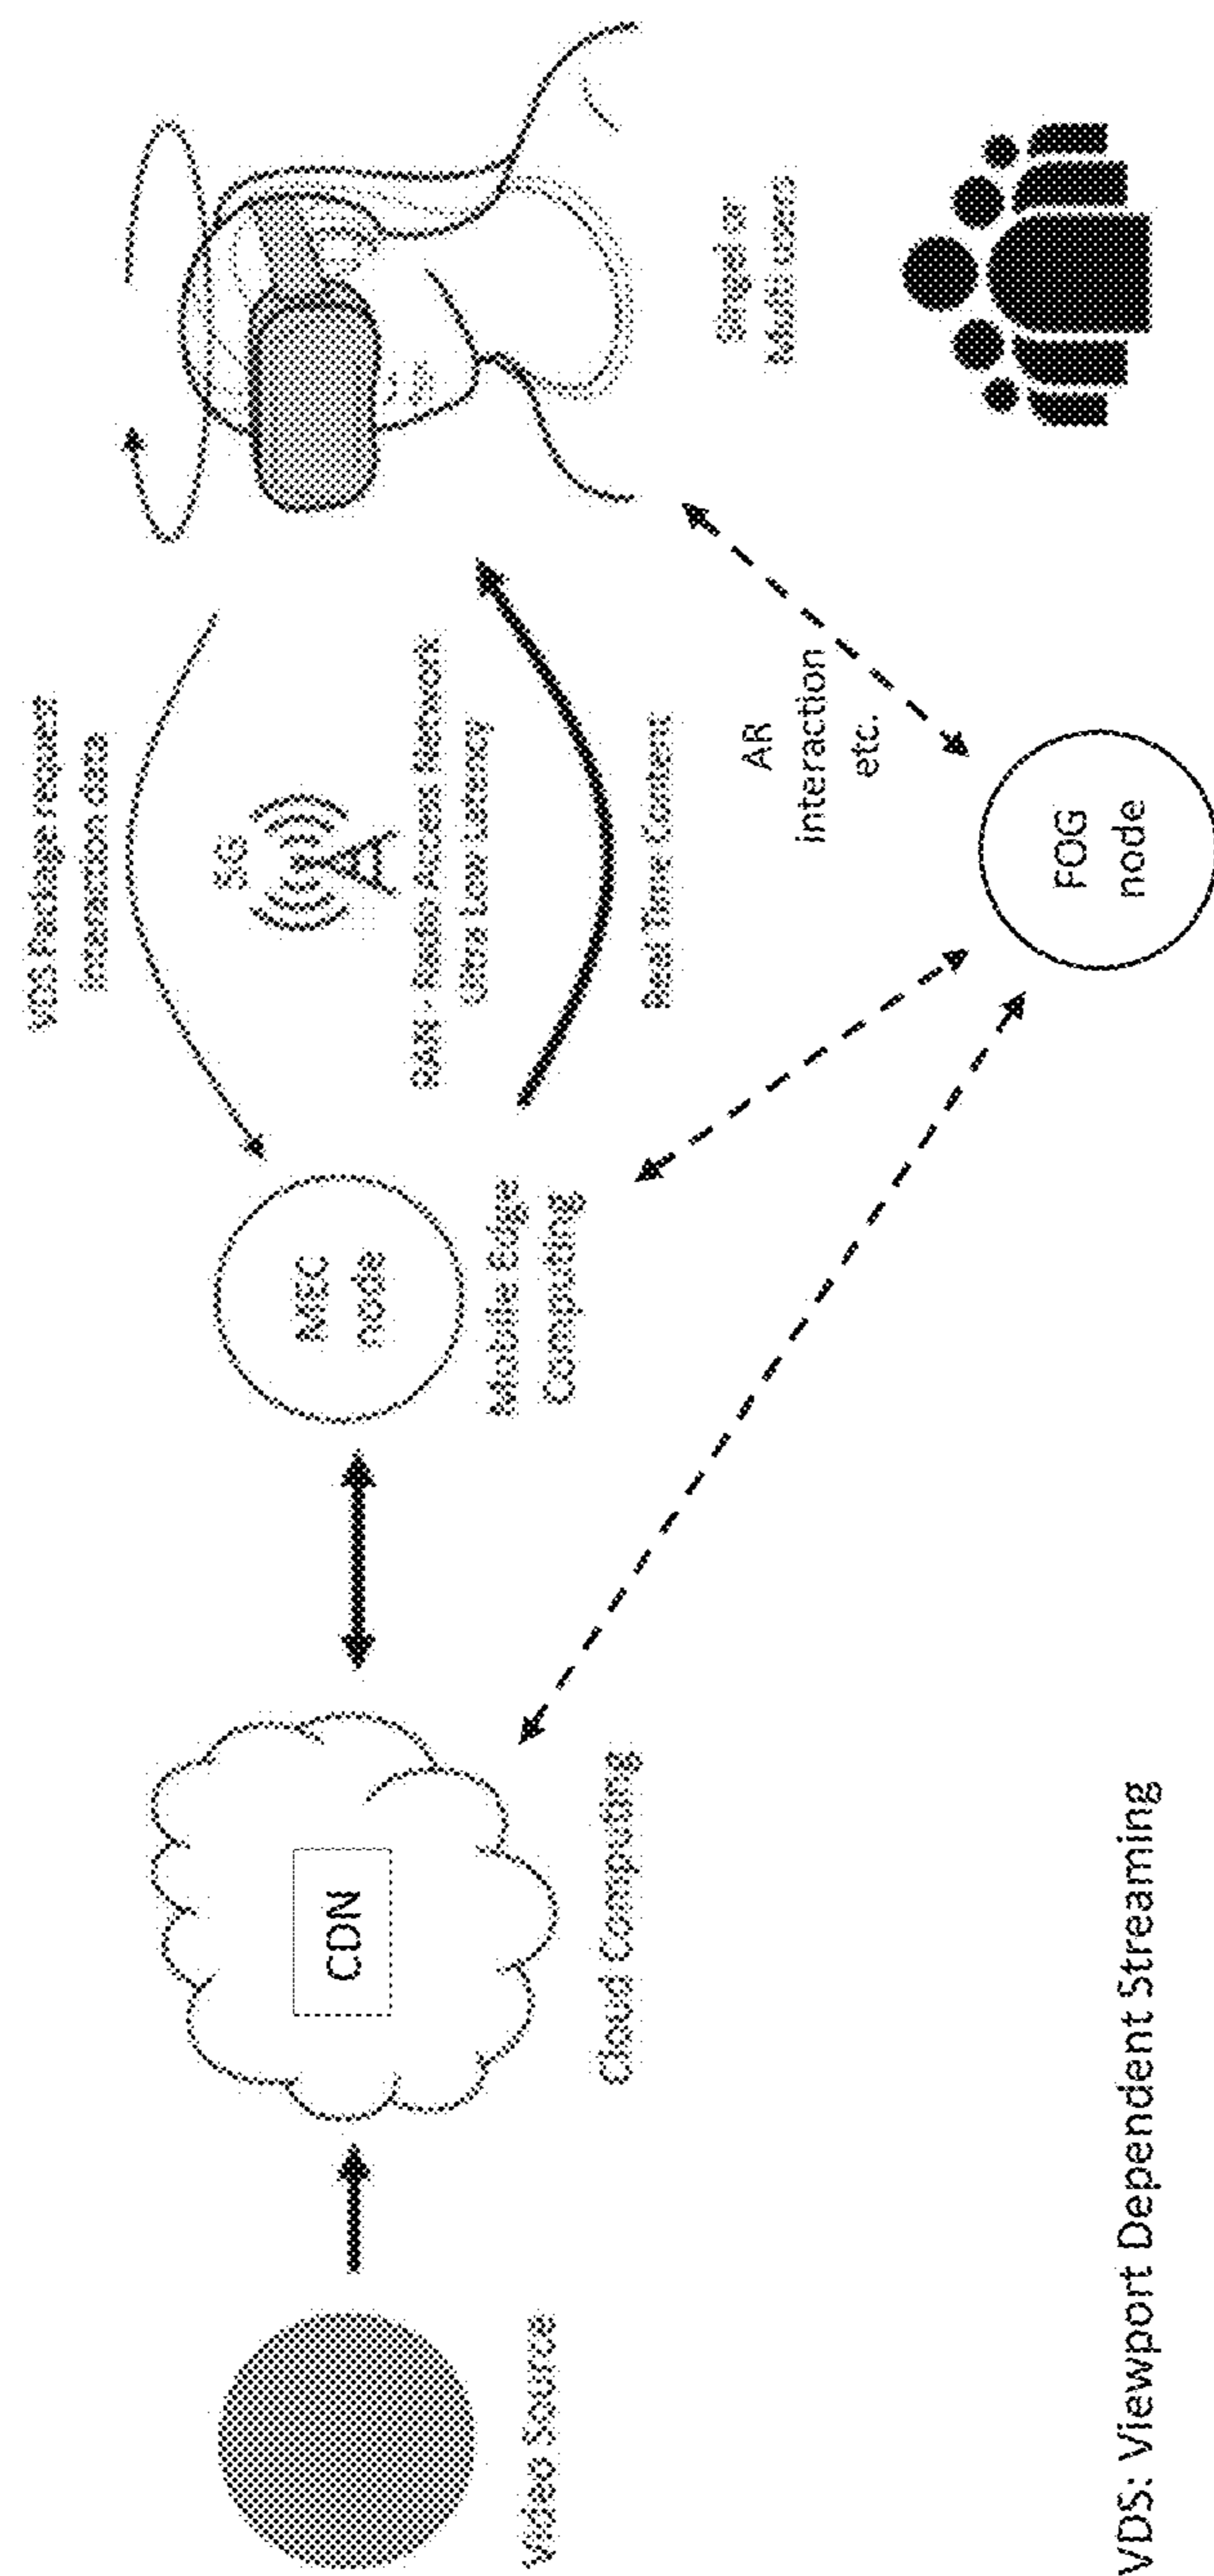 VDS Package request
Interaction data
5G
RAN - Radio Access Network
Ultra Low Latency
Real Time Content
MEC
node
Mobile Edge
Computing
CDN
Cloud Computing
Video Source
Singel or
Multi users
AR
interaction
etc.
FOG
node
VDS: Viewport Dependent Streaming